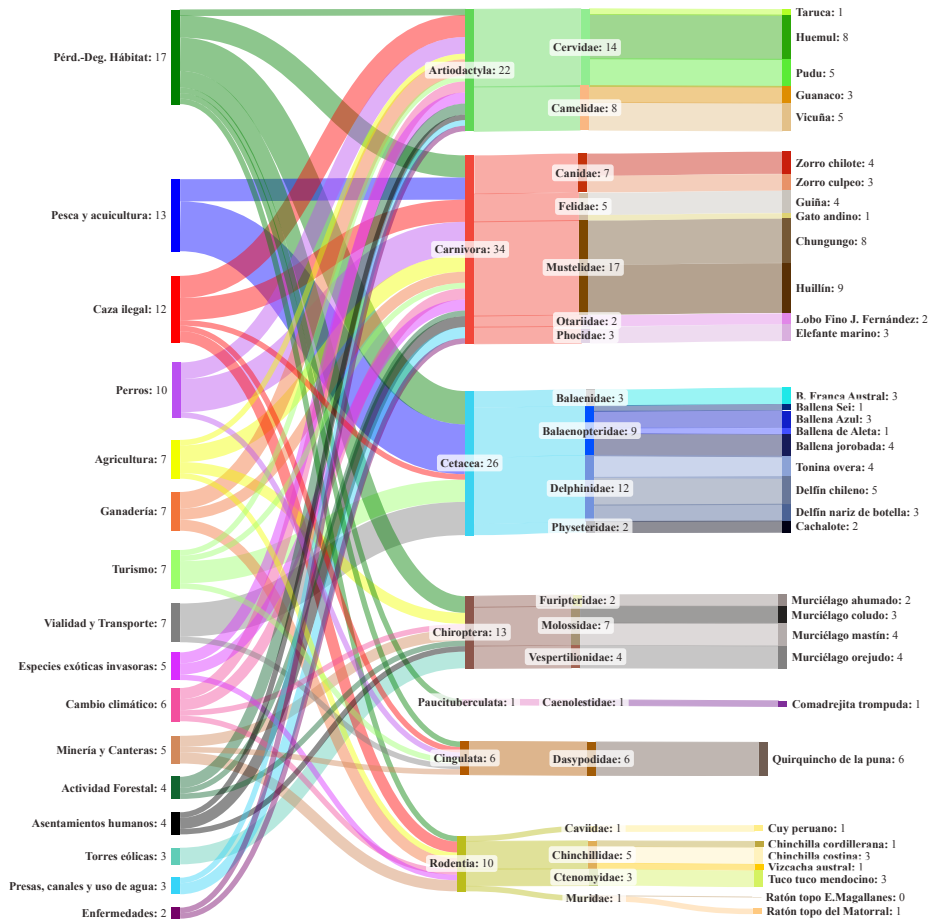 Pérd.-Deg. Hábitat: 17
Pesca y acuicultura: 13
Caza ilegal: 12
Perros: 10
Agricultura: 7
Ganadería: 7
Turismo: 7
Vialidad y Transporte: 7
Especies exóticas invasoras: 5
Cambio climático: 6
Minería y Canteras: 5
Actividad Forestal: 4
Asentamientos humanos: 4
Torres eólicas: 3
Presas, canales y uso de agua: 3
Enfermedades: 2
Artiodactyla: 22
Carnivora: 34
Cetacea: 26
Chiroptera: 13
Paucituberculata: 1
Cingulata: 6
Rodentia: 10
Cervidae: 14
Camelidae: 8
Canidae: 7
Felidae: 5
Mustelidae: 17
Otariidae: 2
Phocidae: 3
Balaenidae: 3
Balaenopteridae: 9
Delphinidae: 12
Physeteridae: 2
Furipteridae: 2
Molossidae: 7
Vespertilionidae: 4
Caenolestidae: 1
Dasypodidae: 6
Caviidae: 1
Chinchillidae: 5
Ctenomyidae: 3
Muridae: 1
Taruca: 1
Huemul: 8
Pudu: 5
Guanaco: 3
Vicuña: 5
Zorro chilote: 4
Zorro culpeo: 3
Guiña: 4
Gato andino: 1
Chungungo: 8
Huillín: 9
Lobo Fino J. Fernández: 2
Elefante marino: 3
B. Franca Austral: 3
Ballena Sei: 1
Ballena Azul: 3
Ballena de Aleta: 1
Ballena jorobada: 4
Tonina overa: 4
Delfín chileno: 5
Delfín nariz de botella: 3
Cachalote: 2
Murciélago ahumado: 2
Murciélago coludo: 3
Murciélago mastín: 4
Murciélago orejudo: 4
Comadrejita trompuda: 1
Quirquincho de la puna: 6
Cuy peruano: 1
Chinchilla cordillerana: 1
Chinchilla costina: 3
Vizcacha austral: 1
Tuco tuco mendocino: 3
Ratón topo E.Magallanes: 0
Ratón topo del Matorral: 1